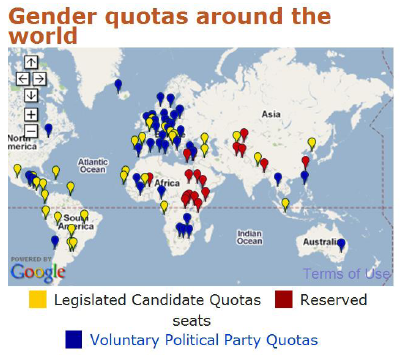 Gender quotas around the
world
Asia
North
merica
Atlantic
Ocean
Africa
South
America
Indian
Ocean
Australia
POWERED BY
Google
Terms of Use
Legislated Candidate Quotas Reserved
seats
Voluntary Political Party Quotas